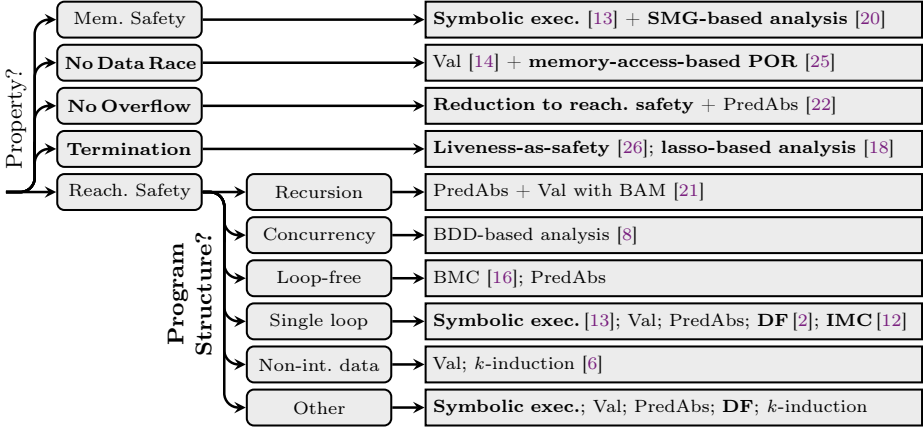 Property?
Mem. Safety
Symbolic exec. [13] + SMG-based analysis [20]
No Data Race
Val [14] + memory-access-based POR [25]
No Overflow
Reduction to reach. safety + PredAbs [22]
Termination
Liveness-as-safety [26]; lasso-based analysis [18]
Reach. Safety
Program
Structure?
Recursion
PredAbs + Val with BAM [21]
Concurrency
BDD-based analysis [8]
Loop-free
BMC [16]; PredAbs
Single loop
Symbolic exec. [13]; Val; PredAbs; DF [2]; IMC [12]
Non-int. data
Val; k-induction [6]
Other
Symbolic exec.; Val; PredAbs; DF; k-induction